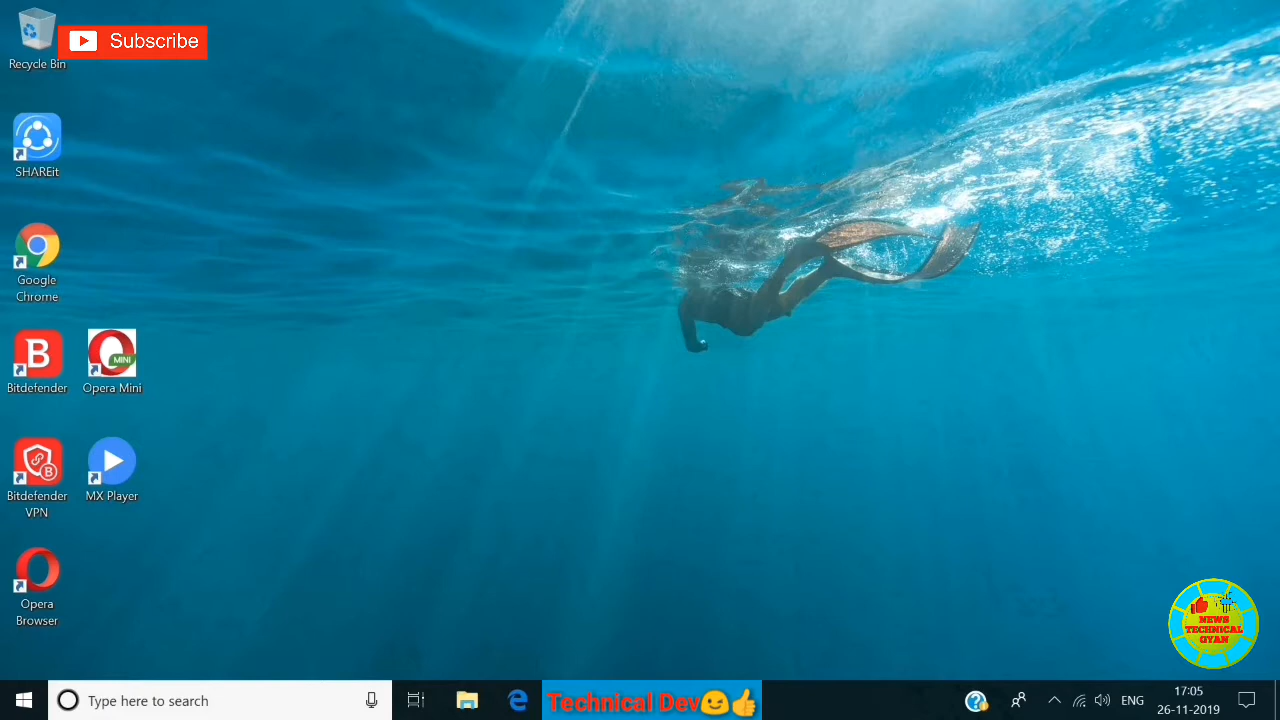 Subscribe
Recycle Bin
SHAREit
Google
Chrome
B
Bitdefender
MINI
Opera Mini
B
Bitdefender
VPN
MX Player
Opera
Browser
NEWS
TECHNICAL
GYAN
Type here to search
Technical Dev😉👍
ENG
17:05
26-11-2019